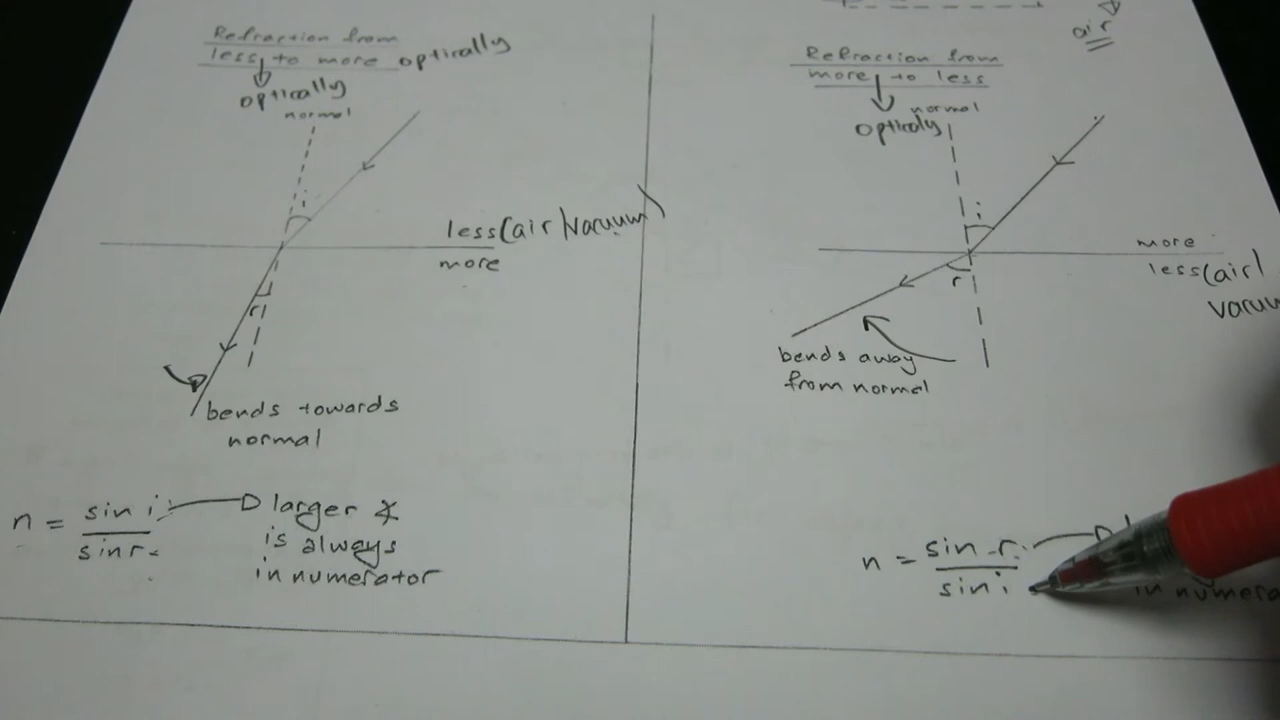 Refraction from
less to more optically
optically
normal
i
less (air/vacuum)
more
r
bends towards
normal
n = sin i
sin r
larger ∡
is always
in numerator
air
Refraction from
more to less
normal
optically
i
more
less (air/
r
bends away
from normal
n = sin r
sin i
in